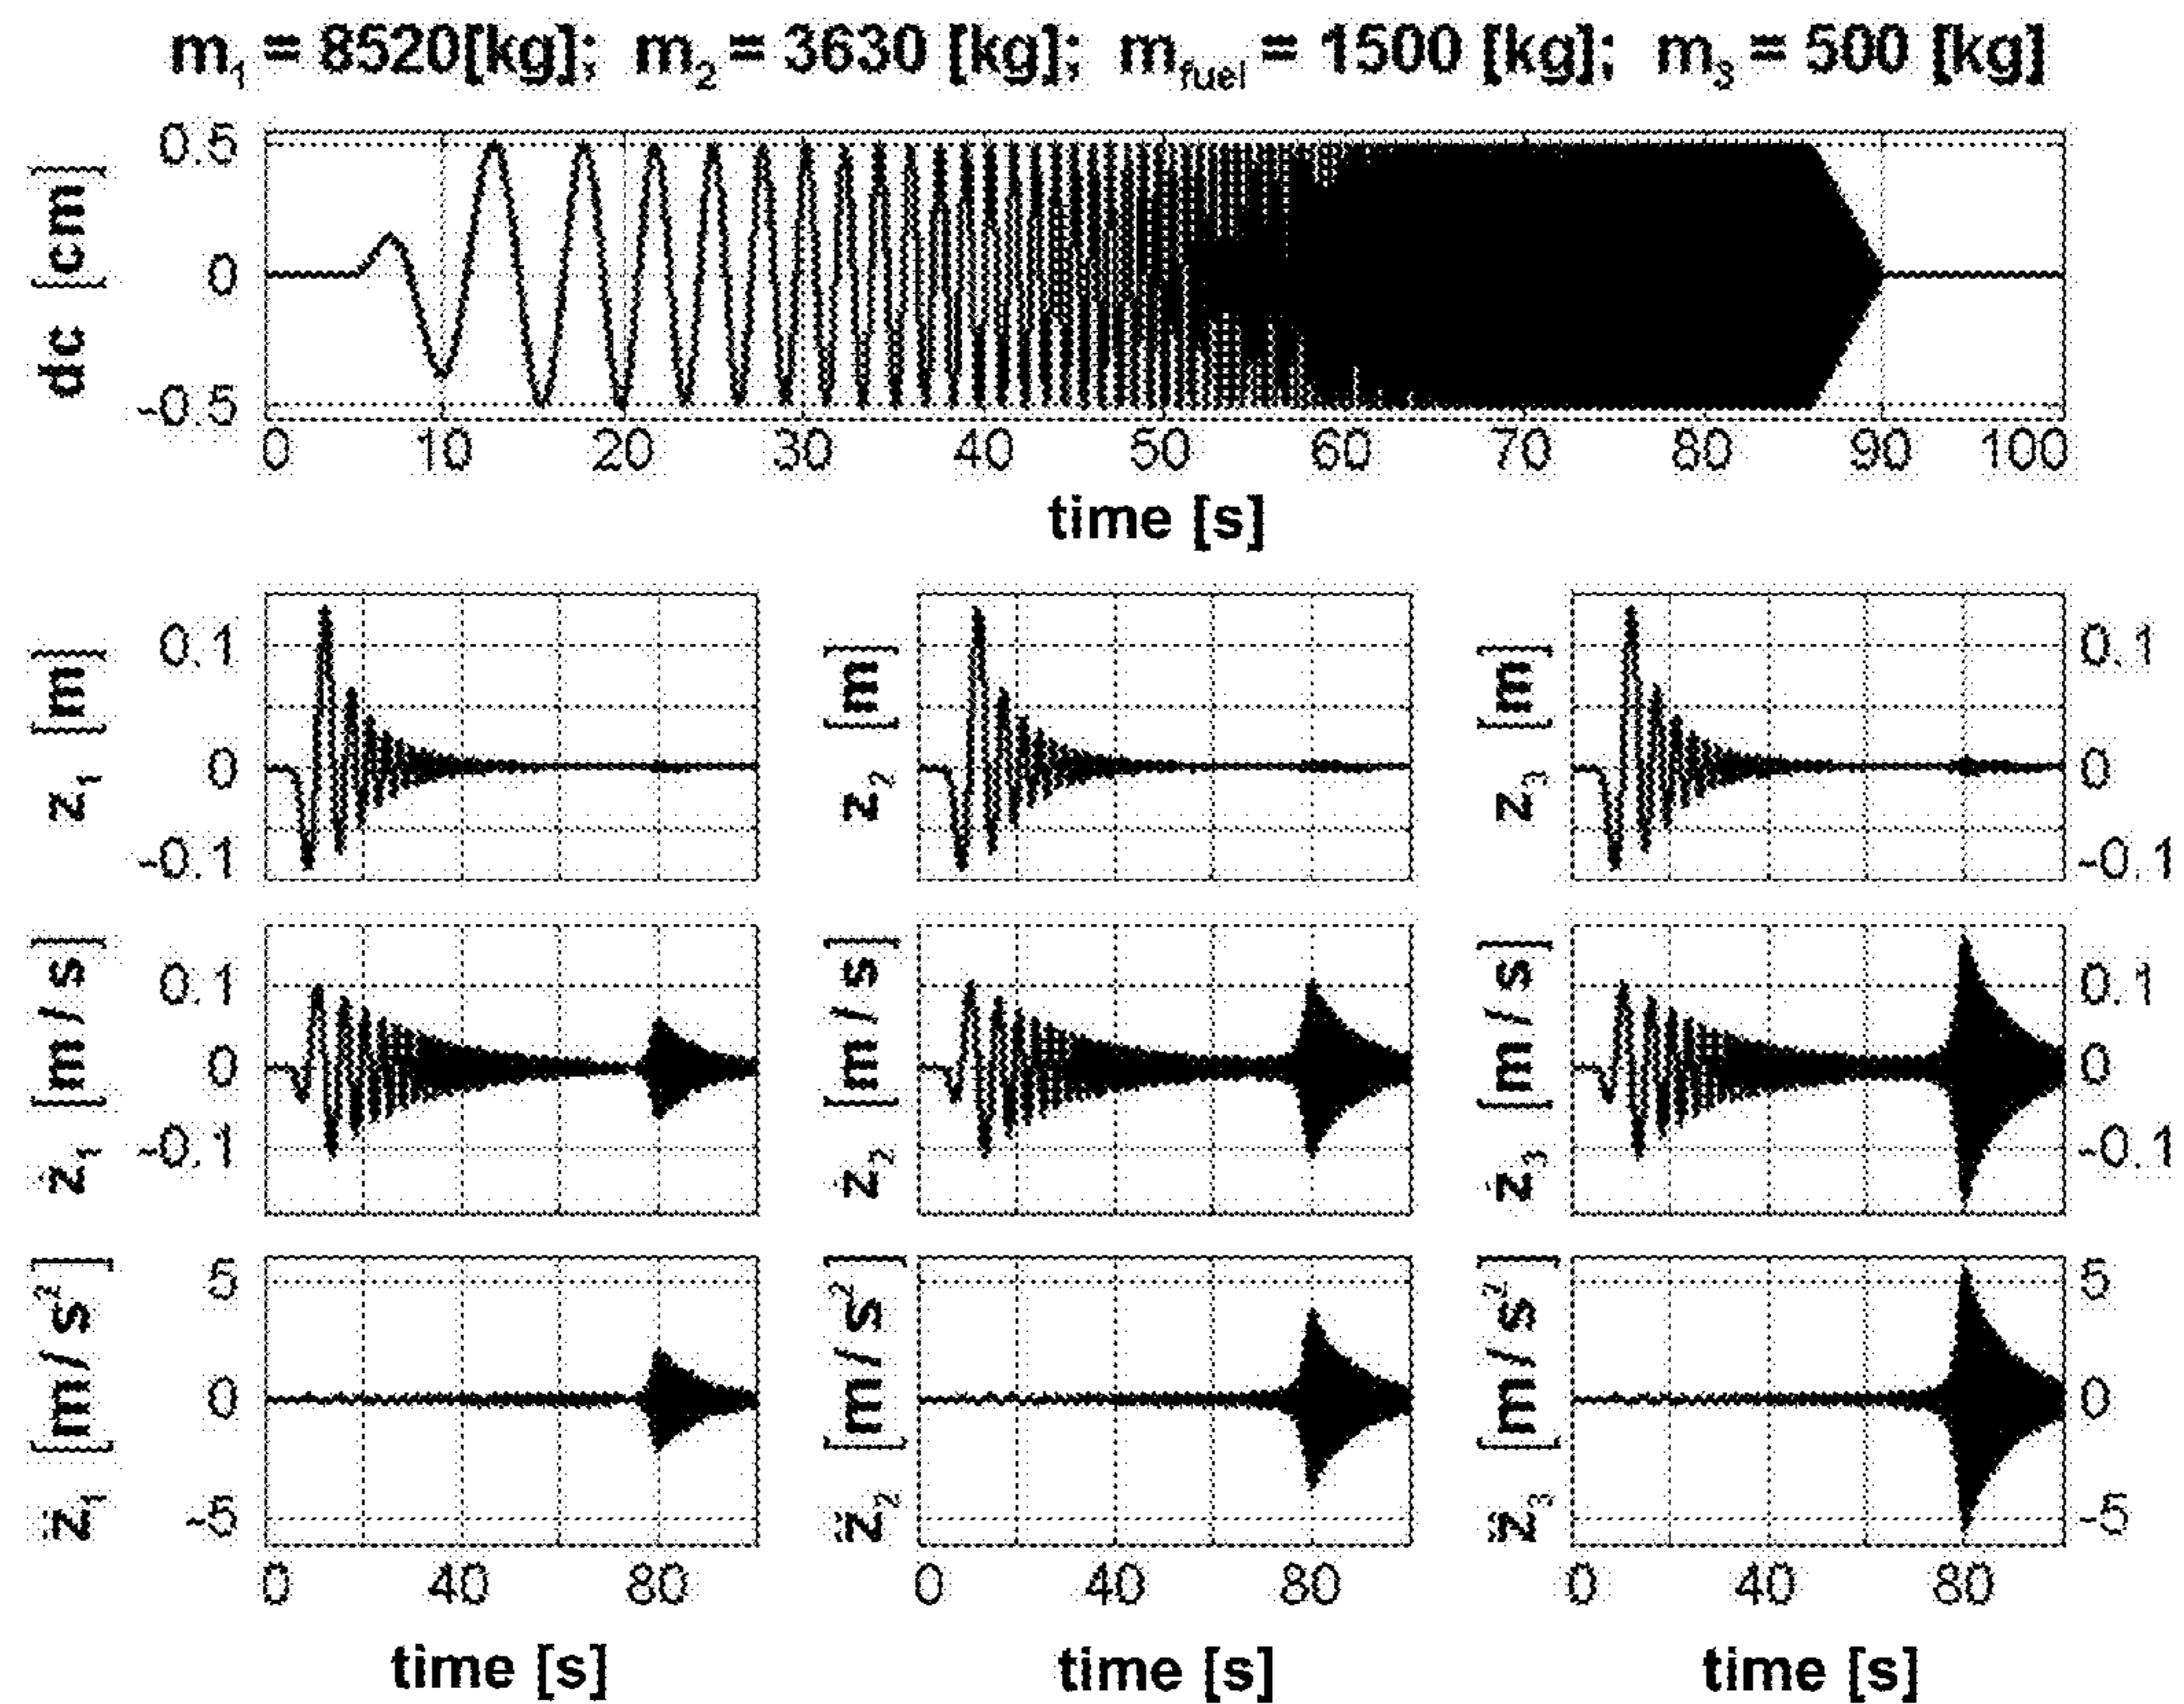 m₁ = 8520[kg]; m₂ = 3630 [kg]; m_fuel = 1500 [kg]; m₃ = 500 [kg]
dc [cm]
0.5
0
-0.5
0 10 20 30 40 50 60 70 80 90 100
time [s]
z₁ [m]
0.1
0
-0.1
z₂ [m]
z₃ [m]
0.1
0
-0.1
ż₁ [m/s]
0.1
0
-0.1
ż₂ [m/s]
ż₃ [m/s]
0.1
0
-0.1
z̈₁ [m/s²]
5
0
-5
z̈₂ [m/s²]
z̈₃ [m/s²]
5
0
-5
0 40 80
0 40 80
0 40 80
time [s]
time [s]
time [s]